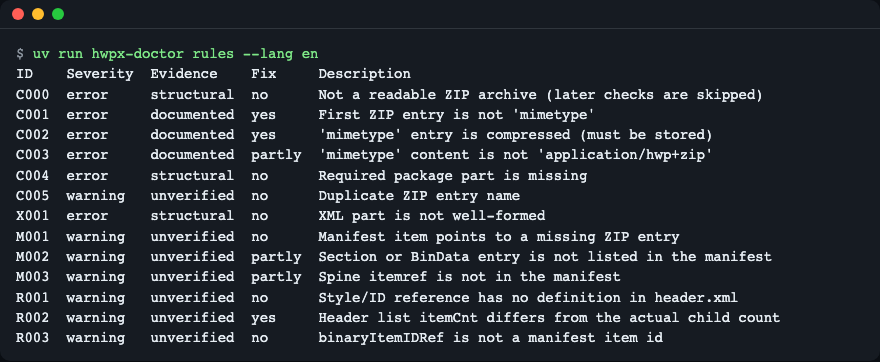 $ uv run hwpx-doctor rules --lang en
ID    Severity  Evidence    Fix     Description
C000  error     structural  no      Not a readable ZIP archive (later checks are skipped)
C001  error     documented  yes     First ZIP entry is not 'mimetype'
C002  error     documented  yes     'mimetype' entry is compressed (must be stored)
C003  error     documented  partly  'mimetype' content is not 'application/hwp+zip'
C004  error     structural  no      Required package part is missing
C005  warning   unverified  no      Duplicate ZIP entry name
X001  error     structural  no      XML part is not well-formed
M001  warning   unverified  no      Manifest item points to a missing ZIP entry
M002  warning   unverified  partly  Section or BinData entry is not listed in the manifest
M003  warning   unverified  partly  Spine itemref is not in the manifest
R001  warning   unverified  no      Style/ID reference has no definition in header.xml
R002  warning   unverified  yes     Header list itemCnt differs from the actual child count
R003  warning   unverified  no      binaryItemIDRef is not a manifest item id